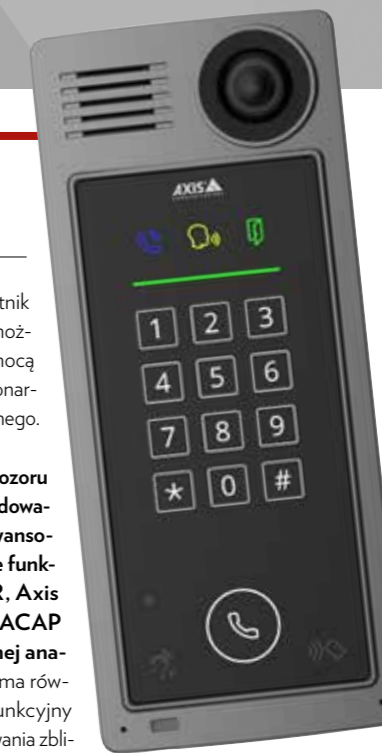 tnik
moż-
mocą
onar-
nego.
ozoru
dowa-
wanso-
e funk-
R, Axis
ACAP
nej ana-
ma rów-
unkcyjny
wania zbli-
AXIS
1 2 3
4 5 6
7 8 9
* 0 #